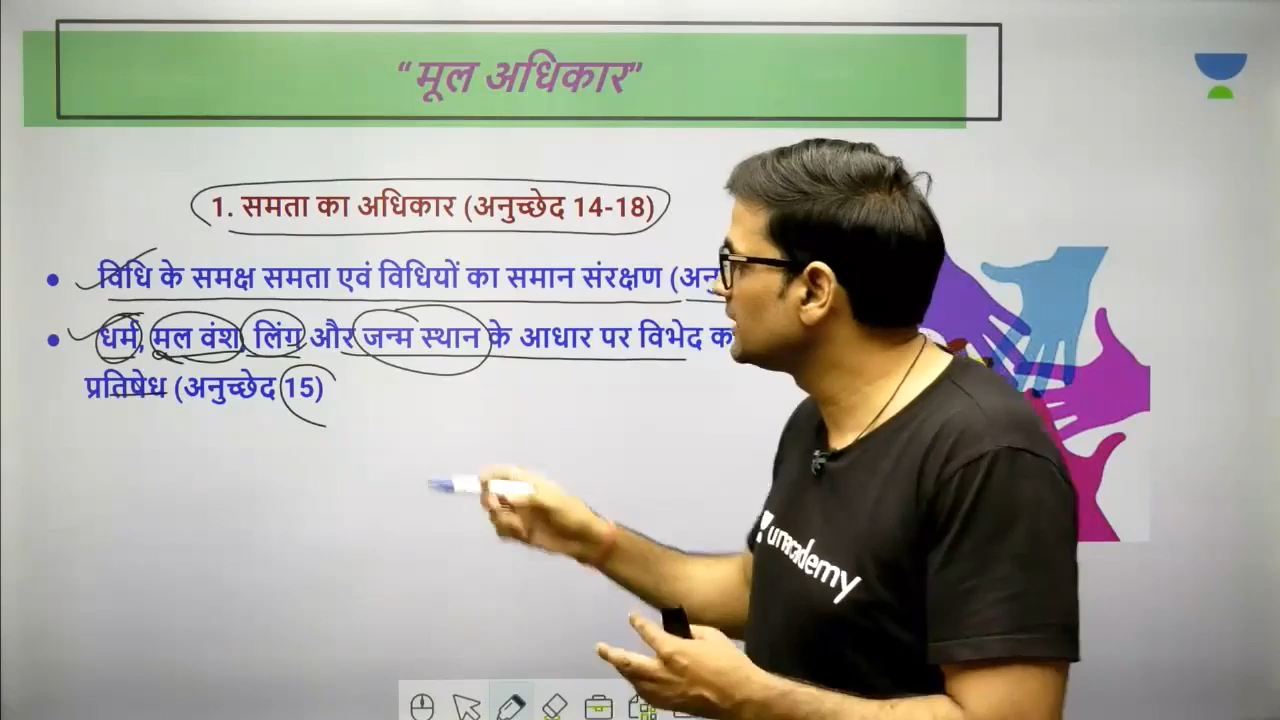 “मूल अधिकार”
1. समता का अधिकार (अनुच्छेद 14-18)
विधि के समक्ष समता एवं विधियों का समान संरक्षण
धर्म, मल वंश, लिंग और जन्म स्थान के आधार पर विभेद
प्रतिषेध (अनुच्छेद 15)
unacademy